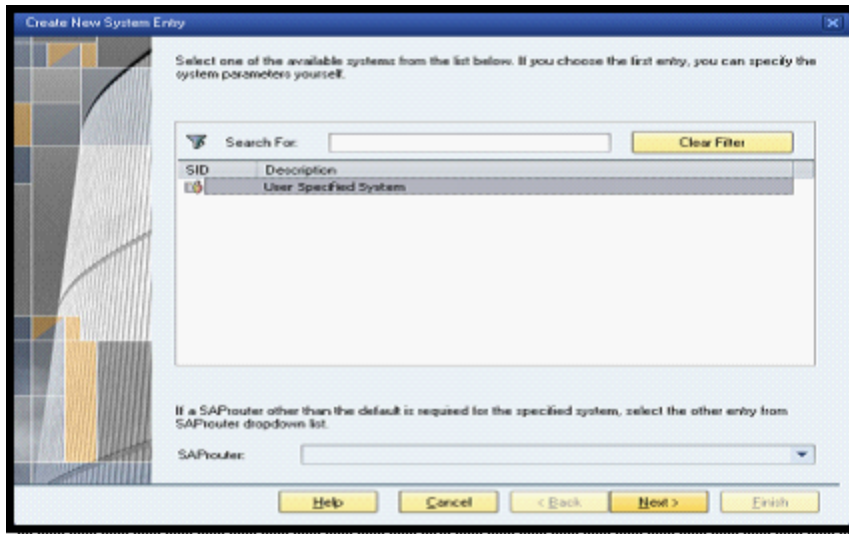 Create New System Entry
Select one of the available systems from the list below. If you choose the first entry, you can specify the
system parameters yourself.
Search For:
Clear Filter
SID Description
User Specified System
If a SAProuter other than the default is required for the specified system, select the other entry from
SAProuter dropdown list.
SAProuter:
Help Cancel < Back Next > Finish